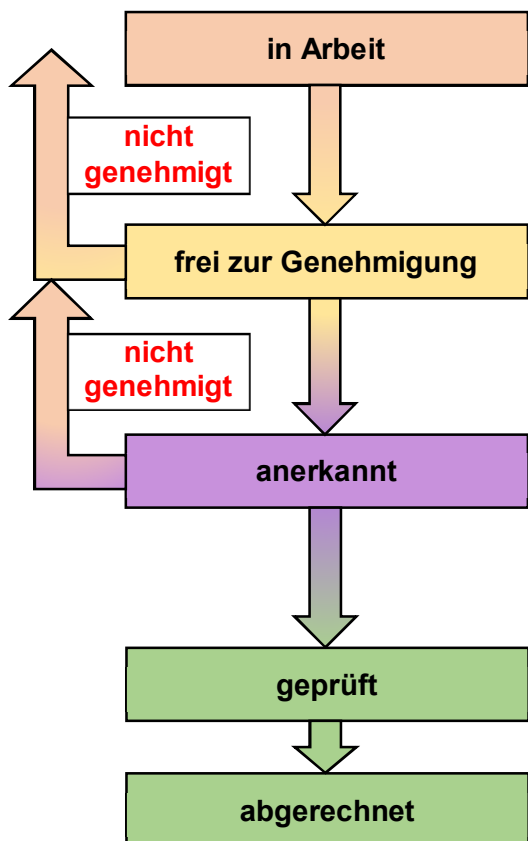 in Arbeit
nicht
genehmigt
frei zur Genehmigung
nicht
genehmigt
anerkannt
geprüft
abgerechnet